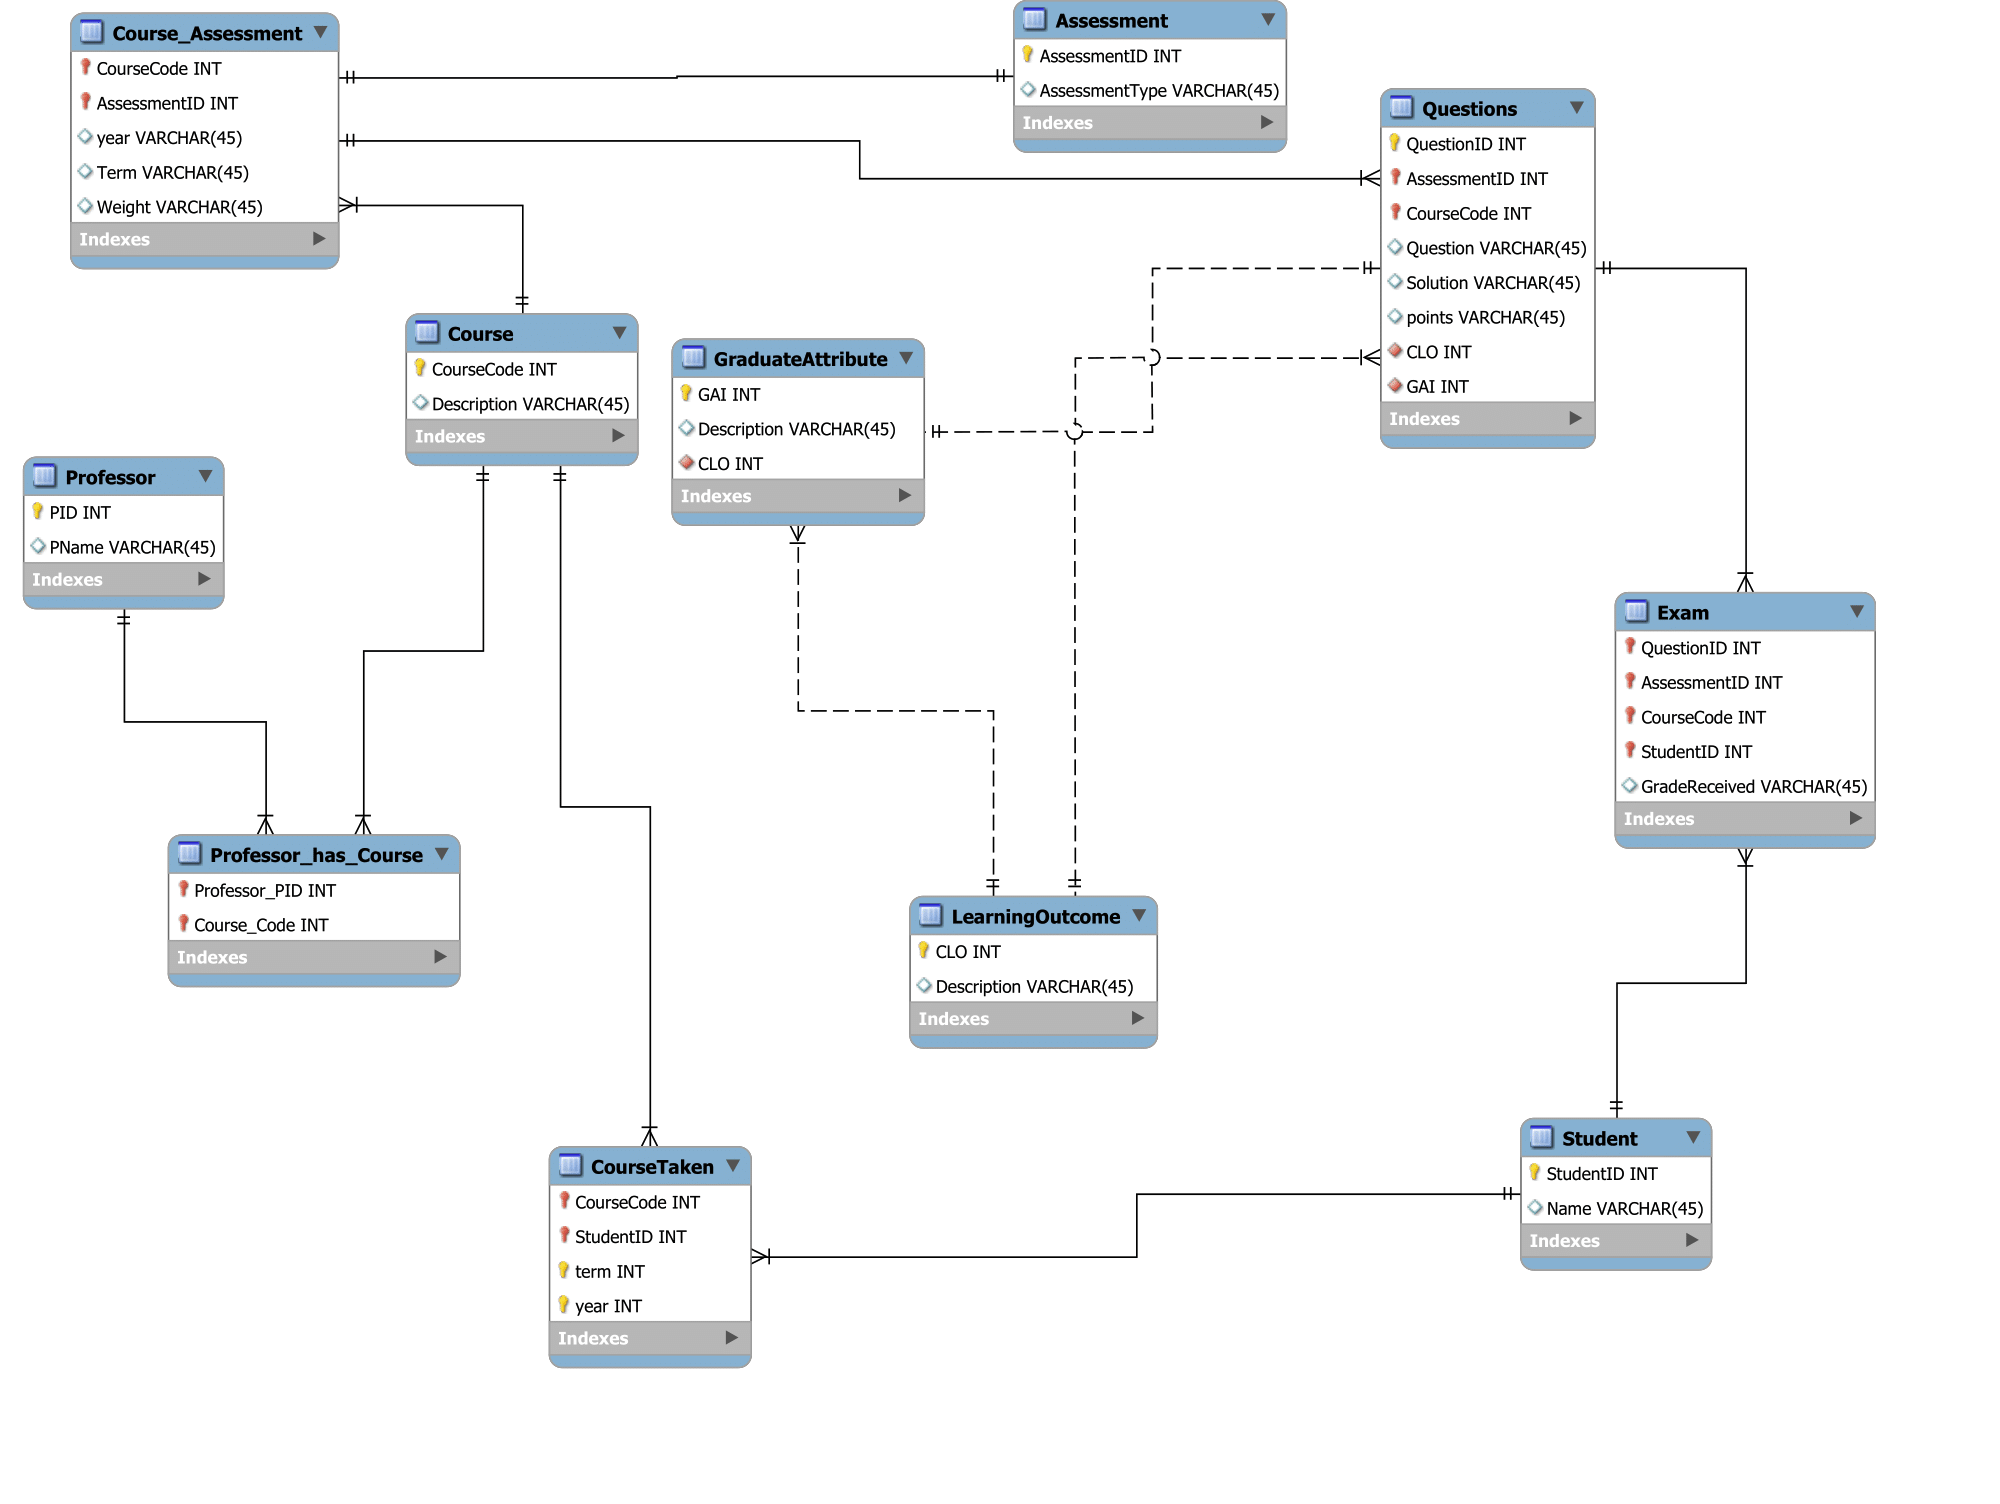 Course_Assessment
CourseCode INT
AssessmentID INT
year VARCHAR(45)
Term VARCHAR(45)
Weight VARCHAR(45)
Indexes
Assessment
AssessmentID INT
AssessmentType VARCHAR(45)
Indexes
Questions
QuestionID INT
AssessmentID INT
CourseCode INT
Question VARCHAR(45)
Solution VARCHAR(45)
points VARCHAR(45)
CLO INT
GAI INT
Indexes
Course
CourseCode INT
Description VARCHAR(45)
Indexes
GraduateAttribute
GAI INT
Description VARCHAR(45)
CLO INT
Indexes
Professor
PID INT
PName VARCHAR(45)
Indexes
Exam
QuestionID INT
AssessmentID INT
CourseCode INT
StudentID INT
GradeReceived VARCHAR(45)
Indexes
Professor_has_Course
Professor_PID INT
Course_Code INT
Indexes
LearningOutcome
CLO INT
Description VARCHAR(45)
Indexes
CourseTaken
CourseCode INT
StudentID INT
term INT
year INT
Indexes
Student
StudentID INT
Name VARCHAR(45)
Indexes